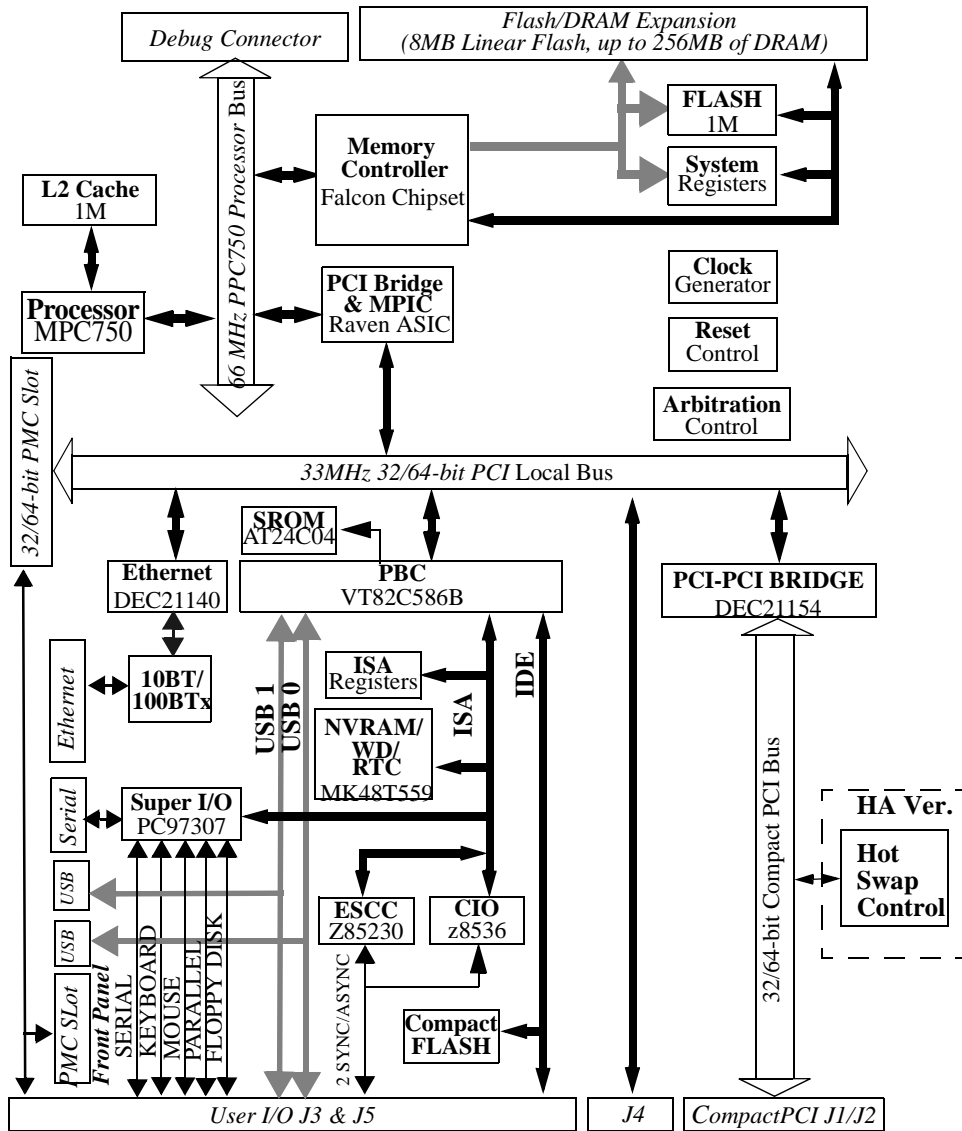 Debug Connector
Flash/DRAM Expansion
(8MB Linear Flash, up to 256MB of DRAM)
FLASH
1M
Memory
Controller
Falcon Chipset
System
Registers
L2 Cache
1M
66 MHz PPC750 Processor Bus
Clock
Generator
PCI Bridge
& MPIC
Raven ASIC
Processor
MPC750
Reset
Control
32/64-bit PMC Slot
Arbitration
Control
33MHz 32/64-bit PCI Local Bus
SROM
AT24C04
Ethernet
DEC21140
PBC
VT82C586B
PCI-PCI BRIDGE
DEC21154
10BT/
100BTx
Ethernet
USB 1
USB 0
ISA
Registers
ISA
IDE
NVRAM/
WD/
RTC
MK48T559
Serial
Super I/O
PC97307
32/64-bit Compact PCI Bus
HA Ver.
Hot
Swap
Control
USB
USB
ESCC
Z85230
CIO
z8536
PMC SLot
Front Panel
SERIAL
KEYBOARD
MOUSE
PARALLEL
FLOPPY DISK
2 SYNC/ASYNC
Compact
FLASH
User I/O J3 & J5
J4
CompactPCI J1/J2